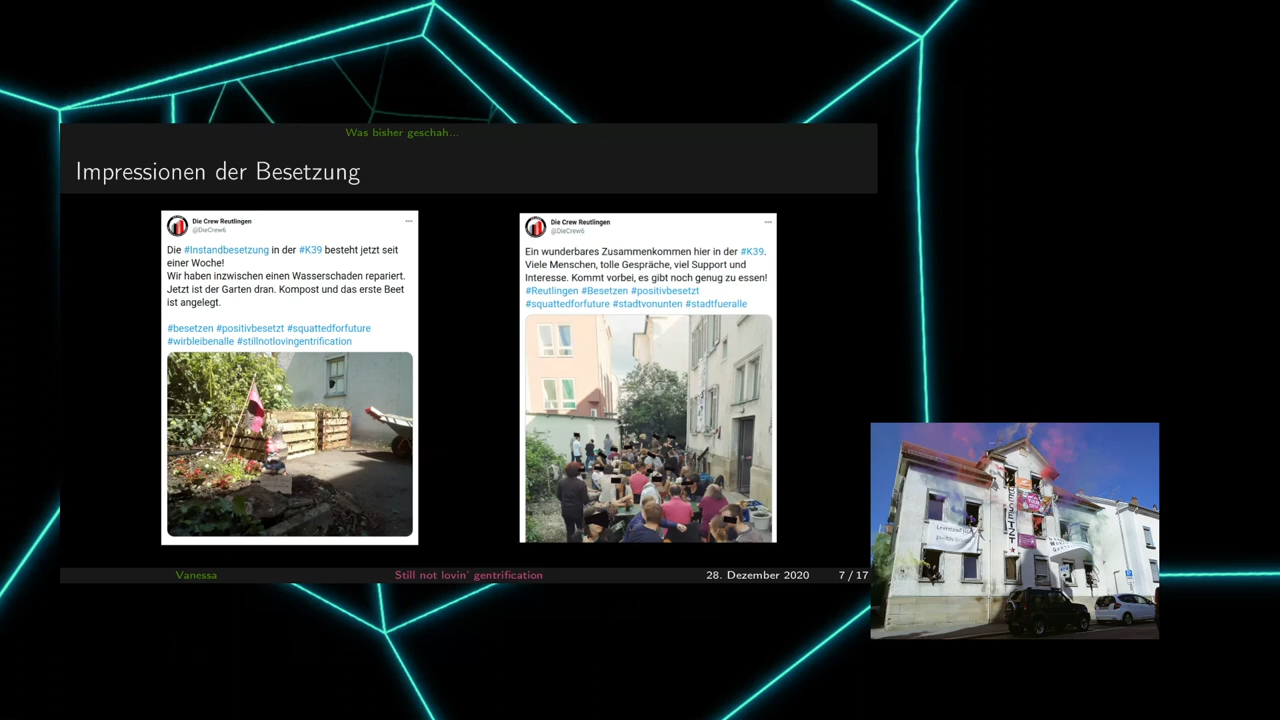 Was bisher geschah...
Impressionen der Besetzung
Die Crew Reutlingen
@DieCrew6
Die #Instandbesetzung in der #K39 besteht jetzt seit
einer Woche!
Wir haben inzwischen einen Wasserschaden repariert.
Jetzt ist der Garten dran. Kompost und das erste Beet
ist angelegt.
#besetzen #positivbesetzt #squattedforfuture
#wirbleibenalle #stillnotlovingentrification
Die Crew Reutlingen
@DieCrew6
Ein wunderbares Zusammenkommen hier in der #K39.
Viele Menschen, tolle Gespräche, viel Support und
Interesse. Kommt vorbei, es gibt noch genug zu essen!
#Reutlingen #Besetzen #positivbesetzt
#squattedforfuture #stadtvonunten #stadtfueralle
BESETZT
Vanessa
Still not lovin' gentrification
28. Dezember 2020
7 / 17